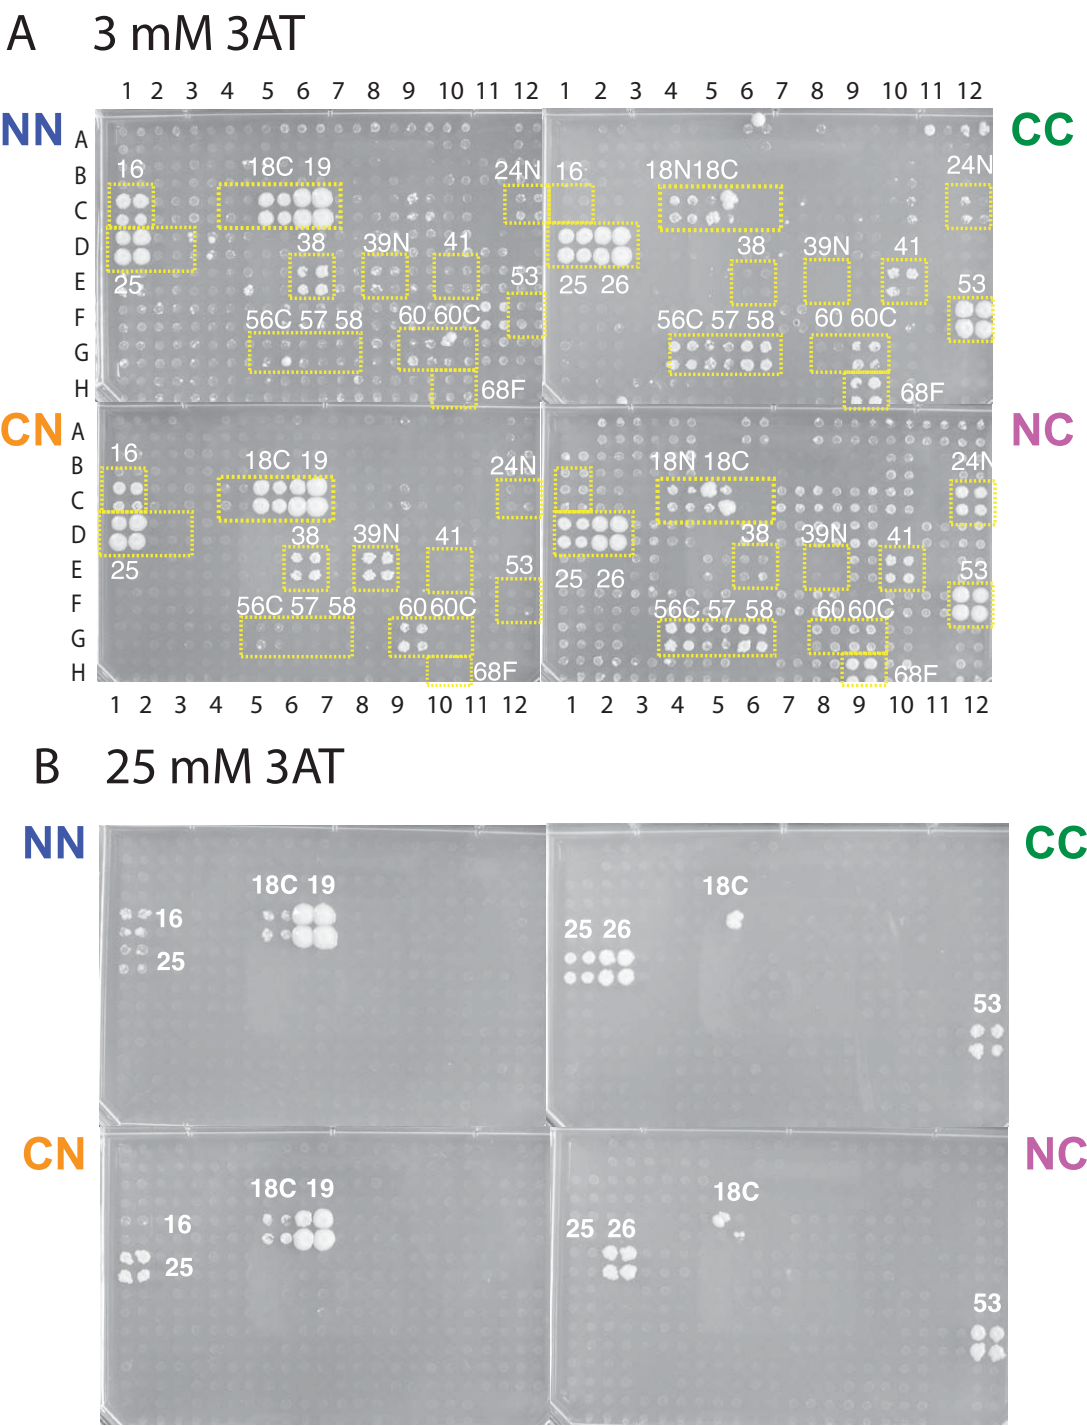 A 3 mM 3AT
1 2 3 4 5 6 7 8 9 10 11 12 1 2 3 4 5 6 7 8 9 10 11 12
NN A CC
B 16 18C 19 24N 16 18N18C 24N
C
D 38 39N 41 38 39N 41
E 25 53 25 26 53
F 56C 57 58 60 60C 56C 57 58 60 60C
G
H 68F 68F
CN A NC
B 16 18C 19 24N 18N 18C 24N
C
D 38 39N 41 38 39N 41
E 25 53 25 26 53
F 56C 57 58 60 60C 56C 57 58 60 60C
G
H 68F 68F
1 2 3 4 5 6 7 8 9 10 11 12 1 2 3 4 5 6 7 8 9 10 11 12
B 25 mM 3AT
NN CC
18C 19 18C
16 25 26
25
53
CN NC
18C 19 18C
16 25 26
25
53